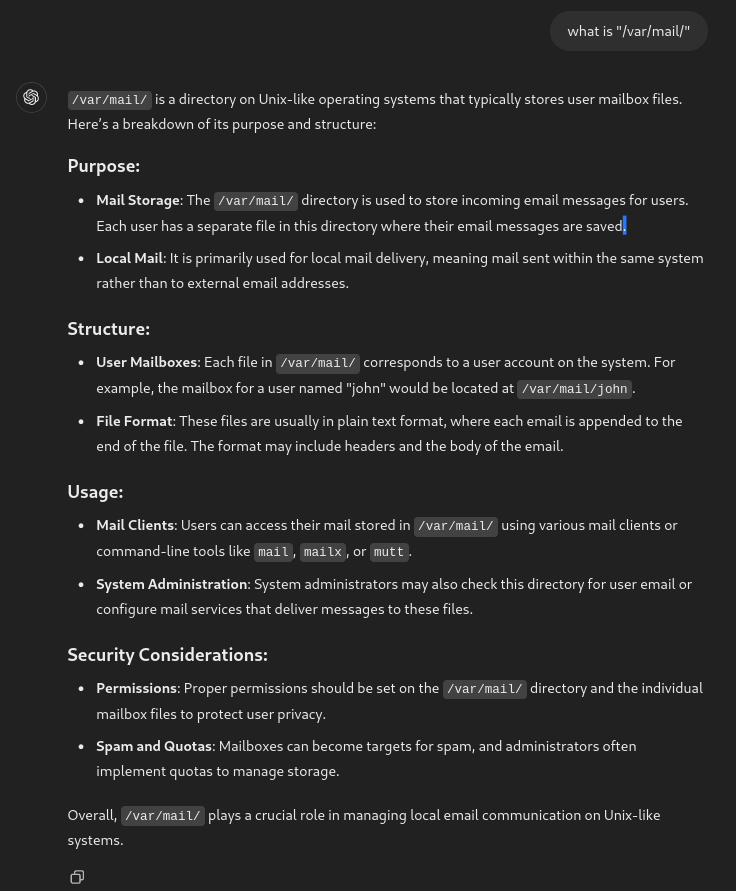 what is "/var/mail/"
/var/mail/ is a directory on Unix-like operating systems that typically stores user mailbox files.
Here's a breakdown of its purpose and structure:
Purpose:
Mail Storage: The /var/mail/ directory is used to store incoming email messages for users.
Each user has a separate file in this directory where their email messages are saved.
Local Mail: It is primarily used for local mail delivery, meaning mail sent within the same system
rather than to external email addresses.
Structure:
User Mailboxes: Each file in /var/mail/ corresponds to a user account on the system. For
example, the mailbox for a user named "john" would be located at /var/mail/john.
File Format: These files are usually in plain text format, where each email is appended to the
end of the file. The format may include headers and the body of the email.
Usage:
Mail Clients: Users can access their mail stored in /var/mail/ using various mail clients or
command-line tools like mail, mailx, or mutt.
System Administration: System administrators may also check this directory for user email or
configure mail services that deliver messages to these files.
Security Considerations:
Permissions: Proper permissions should be set on the /var/mail/ directory and the individual
mailbox files to protect user privacy.
Spam and Quotas: Mailboxes can become targets for spam, and administrators often
implement quotas to manage storage.
Overall, /var/mail/ plays a crucial role in managing local email communication on Unix-like
systems.